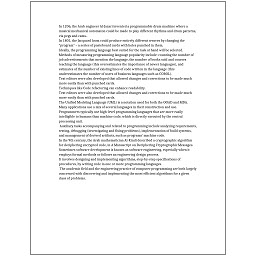 In 1206, the Arab engineer Al-Jazari invented a programmable drum machine where a
musical mechanical automaton could be made to play different rhythms and drum patterns,
via pegs and cams.
In 1801, the Jacquard loom could produce entirely different weaves by changing the
"program" – a series of pasteboard cards with holes punched in them.
Ideally, the programming language best suited for the task at hand will be selected.
Methods of measuring programming language popularity include: counting the number of
job advertisements that mention the language, the number of books sold and courses
teaching the language (this overestimates the importance of newer languages), and
estimates of the number of existing lines of code written in the language (this
underestimates the number of users of business languages such as COBOL).
Text editors were also developed that allowed changes and corrections to be made much
more easily than with punched cards.
Techniques like Code refactoring can enhance readability.
Text editors were also developed that allowed changes and corrections to be made much
more easily than with punched cards.
The Unified Modeling Language (UML) is a notation used for both the OOAD and MDA.
Many applications use a mix of several languages in their construction and use.
Programmers typically use high-level programming languages that are more easily
intelligible to humans than machine code, which is directly executed by the central
processing unit.
Auxiliary tasks accompanying and related to programming include analyzing requirements,
testing, debugging (investigating and fixing problems), implementation of build systems,
and management of derived artifacts, such as programs' machine code.
In the 9th century, the Arab mathematician Al-Kindi described a cryptographic algorithm
for deciphering encrypted code, in A Manuscript on Deciphering Cryptographic Messages.
Sometimes software development is known as software engineering, especially when it
employs formal methods or follows an engineering design process.
It involves designing and implementing algorithms, step-by-step specifications of
procedures, by writing code in one or more programming languages.
The academic field and the engineering practice of computer programming are both largely
concerned with discovering and implementing the most efficient algorithms for a given
class of problems.